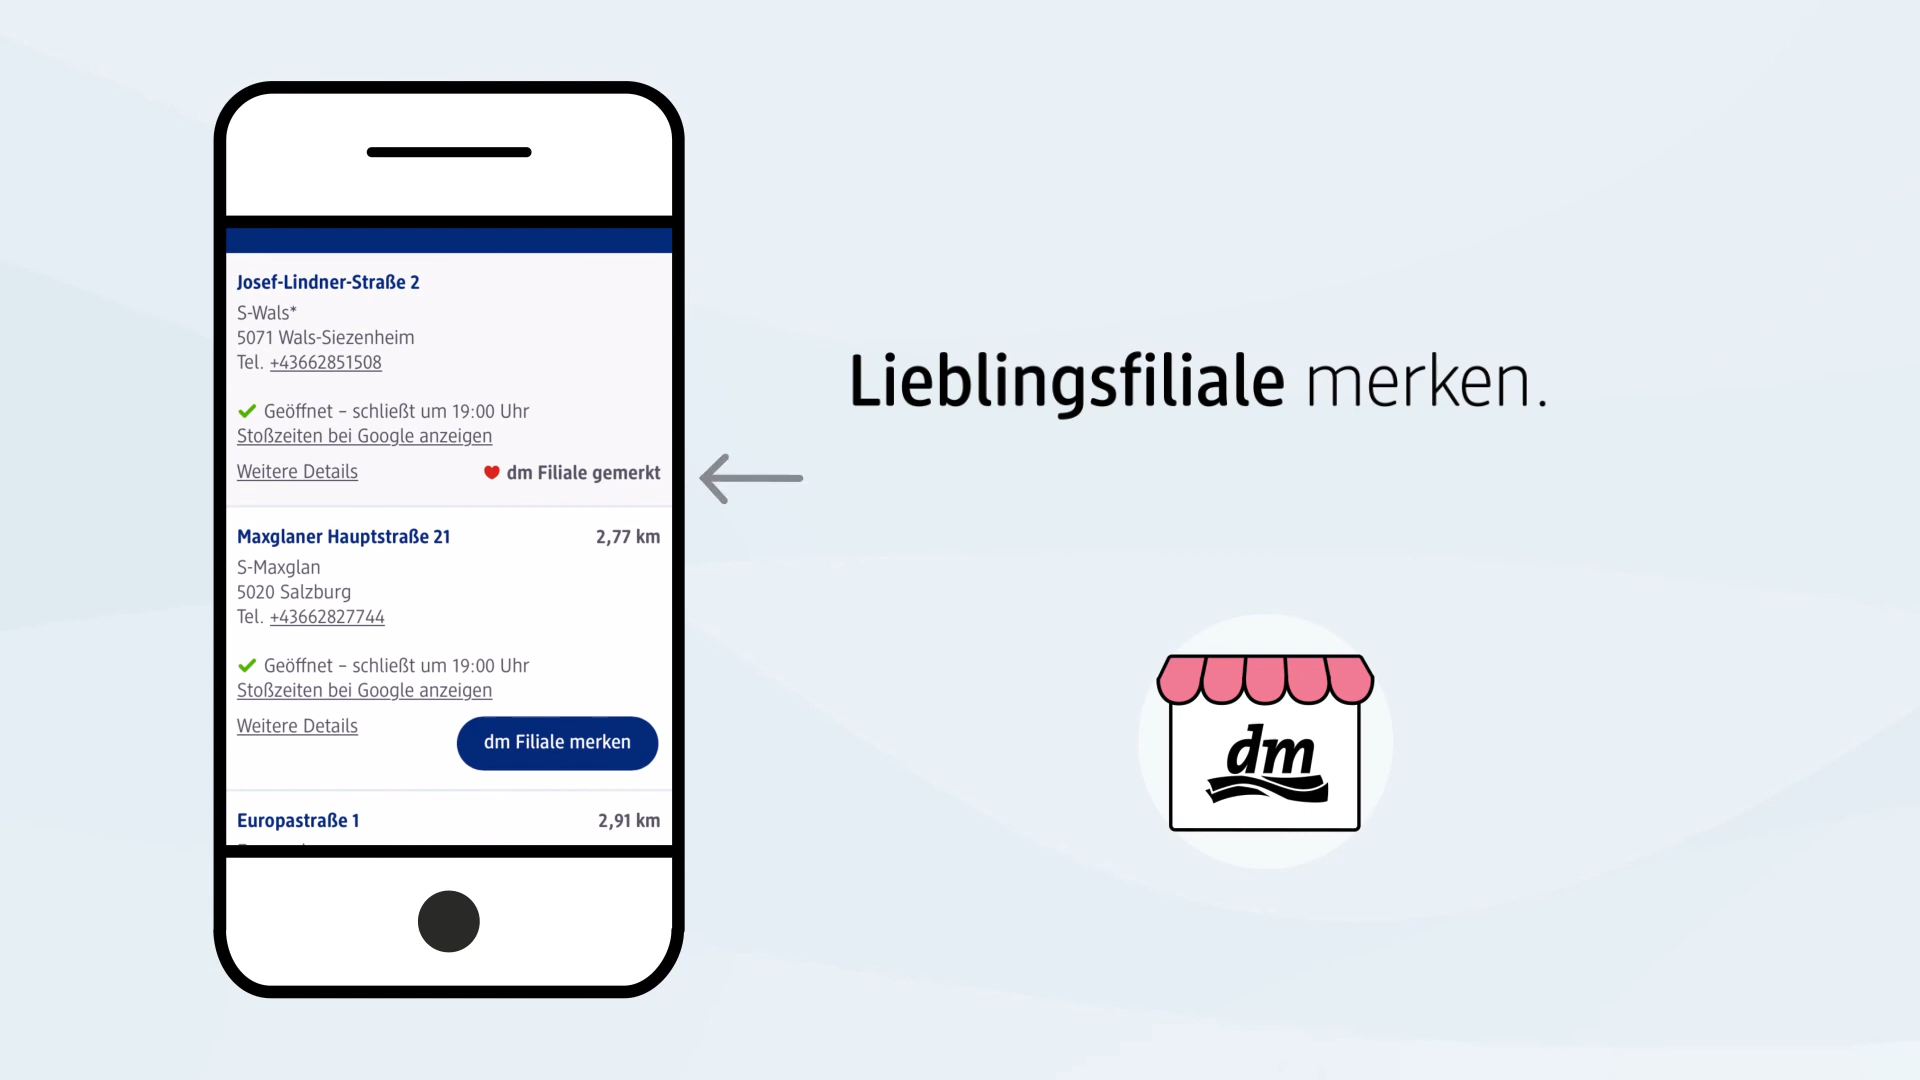 Josef-Lindner-Straße 2
S-Wals*
5071 Wals-Siezenheim
Tel. +43662851508
Geöffnet – schließt um 19:00 Uhr
Stoßzeiten bei Google anzeigen
Weitere Details dm Filiale gemerkt
Maxglaner Hauptstraße 21 2,77 km
S-Maxglan
5020 Salzburg
Tel. +43662827744
Geöffnet – schließt um 19:00 Uhr
Stoßzeiten bei Google anzeigen
Weitere Details dm Filiale merken
Europastraße 1 2,91 km
Lieblingsfiliale merken.
dm